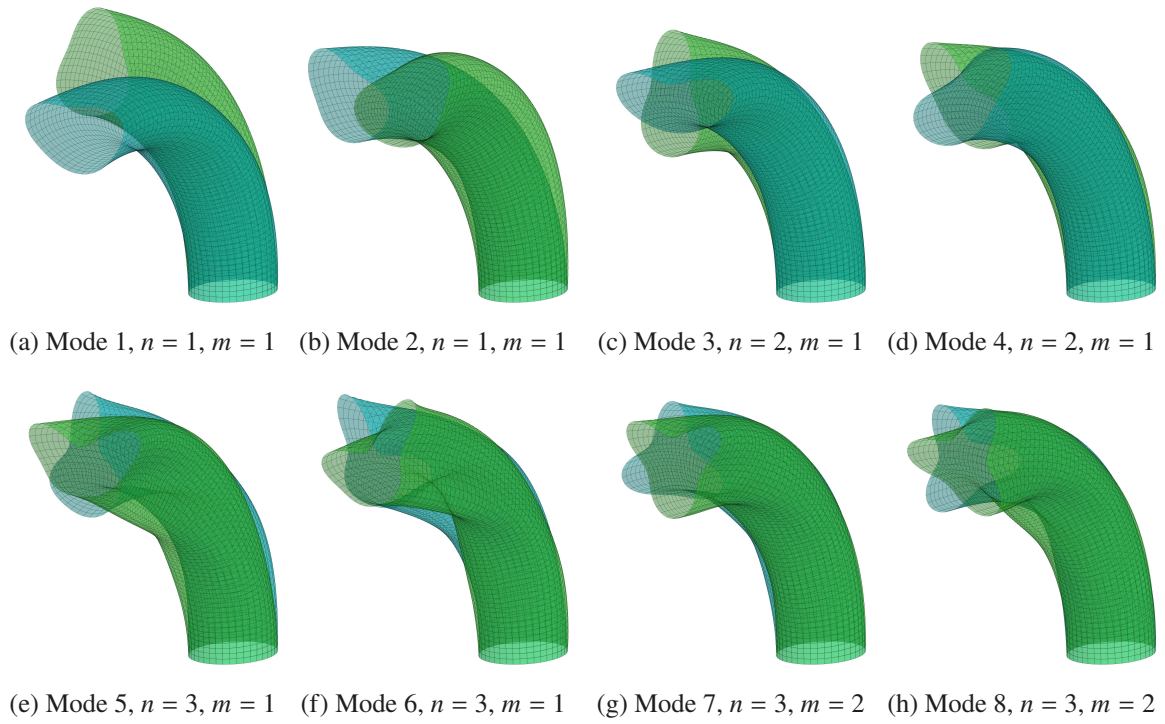 (a) Mode 1, n = 1, m = 1 (b) Mode 2, n = 1, m = 1 (c) Mode 3, n = 2, m = 1 (d) Mode 4, n = 2, m = 1
(e) Mode 5, n = 3, m = 1 (f) Mode 6, n = 3, m = 1 (g) Mode 7, n = 3, m = 2 (h) Mode 8, n = 3, m = 2